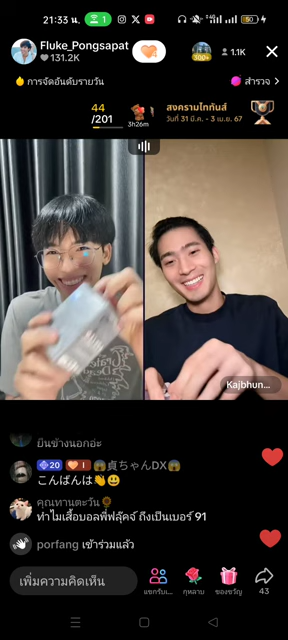 21:33 น. 1
Fluke_Pongsapat
131.2K
500+ 1.1K
การจัดอันดับรายวัน
สำรวจ
44
/201
3h26m
สงครามไททันส์
วันที่ 31 มี.ค. - 3 เม.ย. 67
Kajbhun...
ยืนข้างนอกอ่ะ
20 I 😱貞ちゃんDX😱
こんばんは👋😃
คุณทานตะวัน🌻
ทำไมเสื้อบอลพี่ฟลุ๊คจ์ ถึงเป็นเบอร์ 91
porfang เข้าร่วมแล้ว
เพิ่มความคิดเห็น
แขกรับเ...
กุหลาบ
ของขวัญ
43